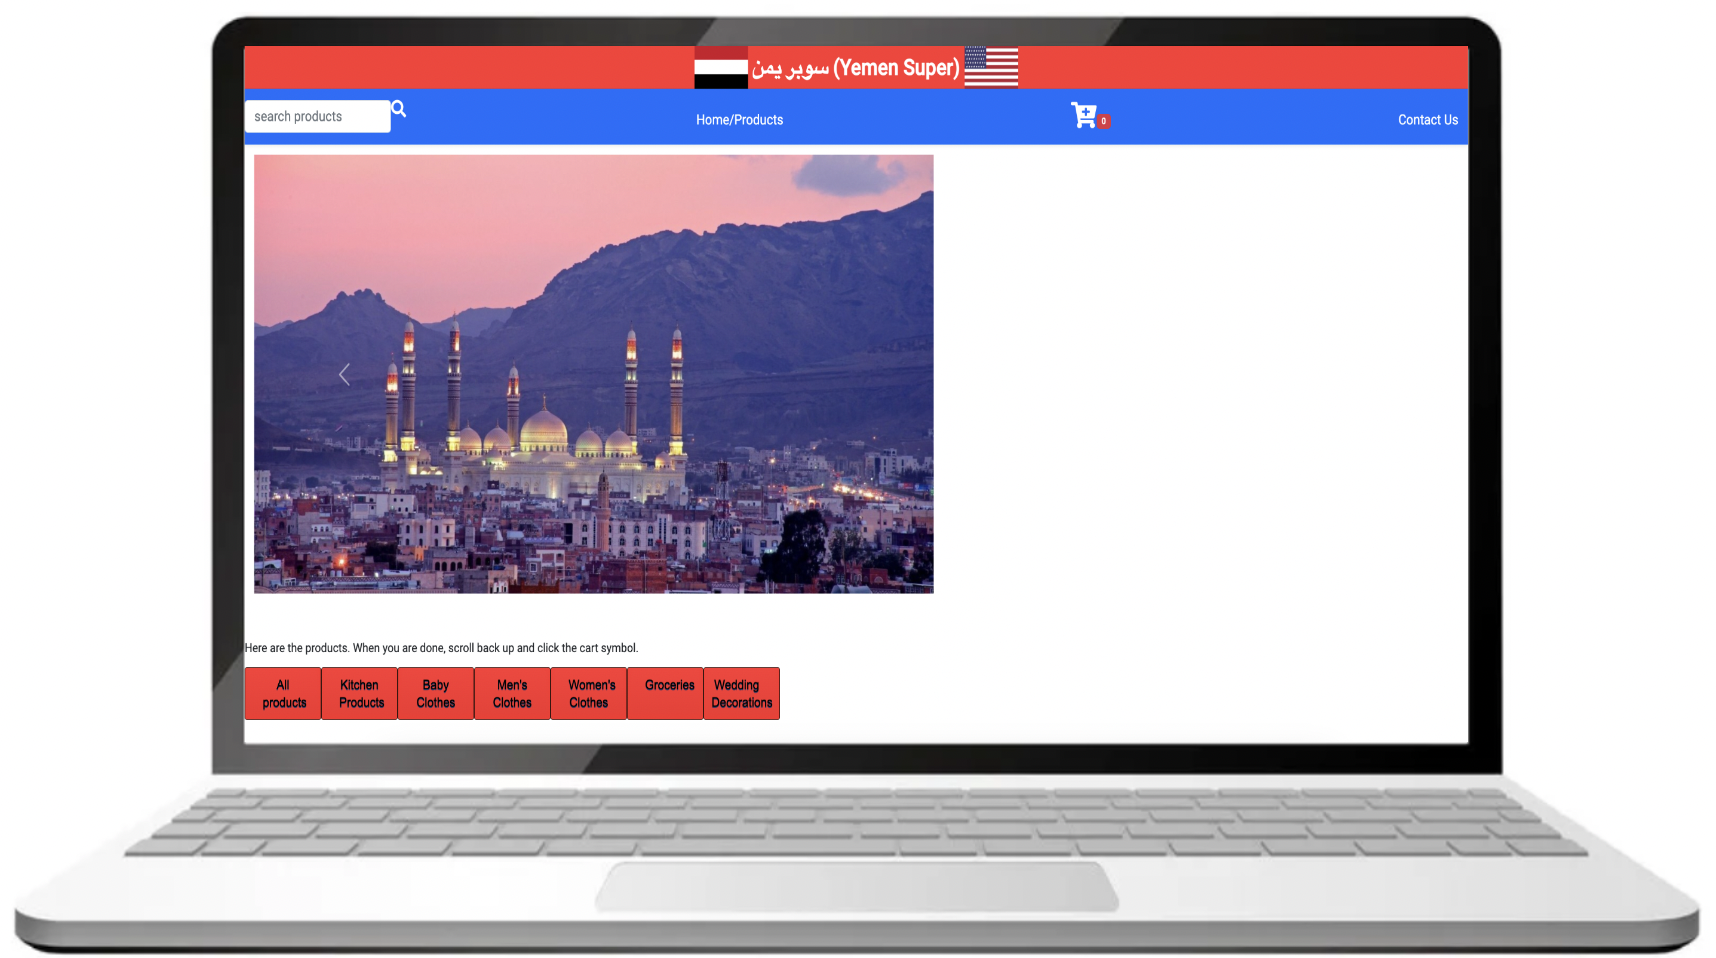 سوبر يمن (Yemen Super)
search products
Home/Products
0
Contact Us
Here are the products. When you are done, scroll back up and click the cart symbol.
All products
Kitchen Products
Baby Clothes
Men's Clothes
Women's Clothes
Groceries
Wedding Decorations